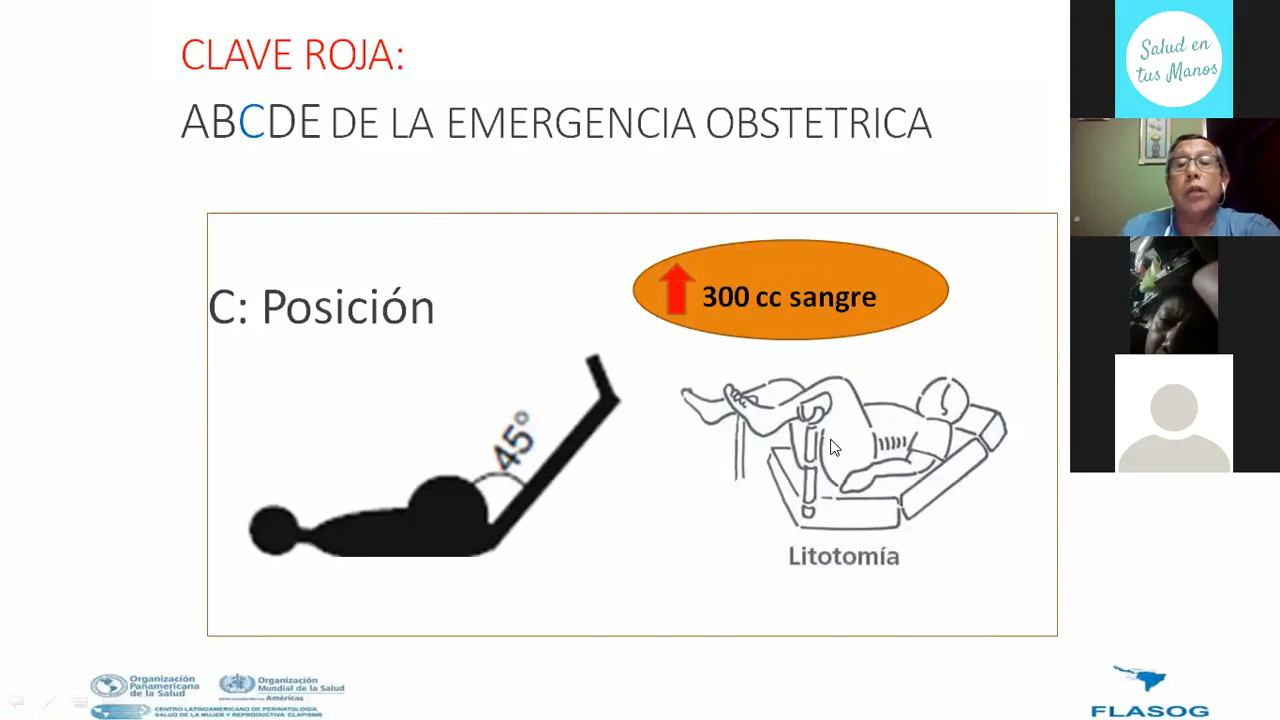 CLAVE ROJA:
ABCDE DE LA EMERGENCIA OBSTETRICA
C: Posición
300 cc sangre
45°
Litotomía
Salud en
tus Manos
Organización
Panamericana
de la Salud
Organización
Mundial de la Salud
Américas
CENTRO LATINOAMERICANO DE PERINATOLOGÍA
SALUD DE LA MUJER Y REPRODUCTIVE CLAP/SMR
FLASOG